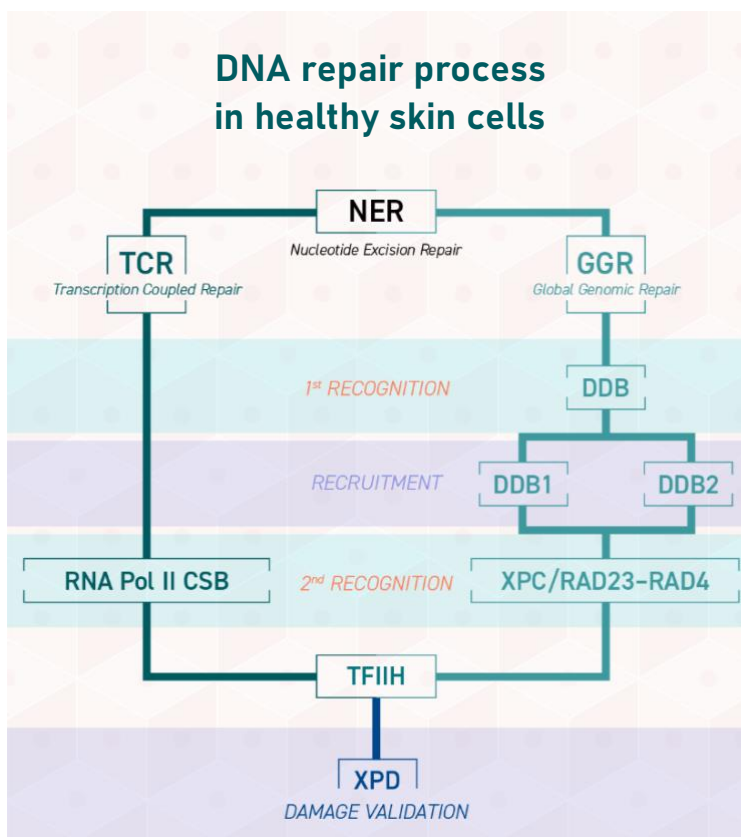 DNA repair process
in healthy skin cells
NER
Nucleotide Excision Repair
TCR
Transcription Coupled Repair
GGR
Global Genomic Repair
1st RECOGNITION
DDB
RECRUITMENT
DDB1
DDB2
RNA Pol II CSB
2nd RECOGNITION
XPC/RAD23–RAD4
TFIIH
XPD
DAMAGE VALIDATION